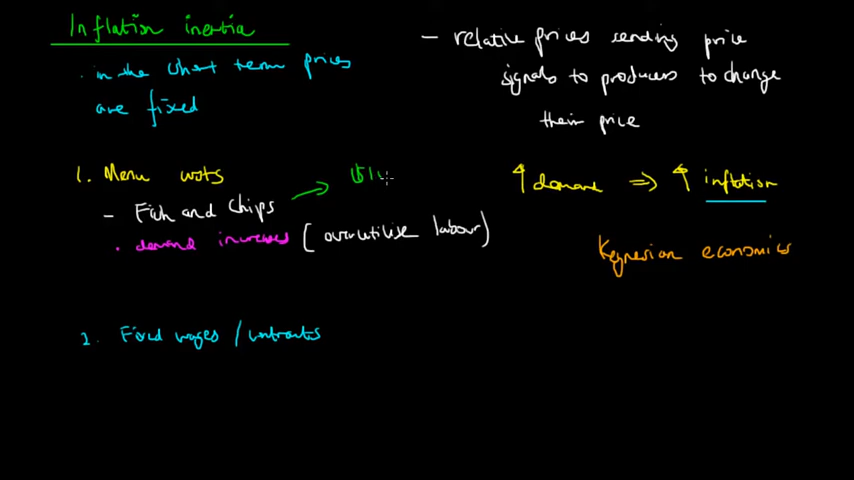 Inflation inertia
. in the short term prices
are fixed
- relative prices sending price
signals to producers to change
their price
1. Menu costs
- Fish and Chips
. demand increases (overutilise labour)
↑ demand ⇒ ↑ inflation
Keynesian economics
2. Fixed wages / contracts